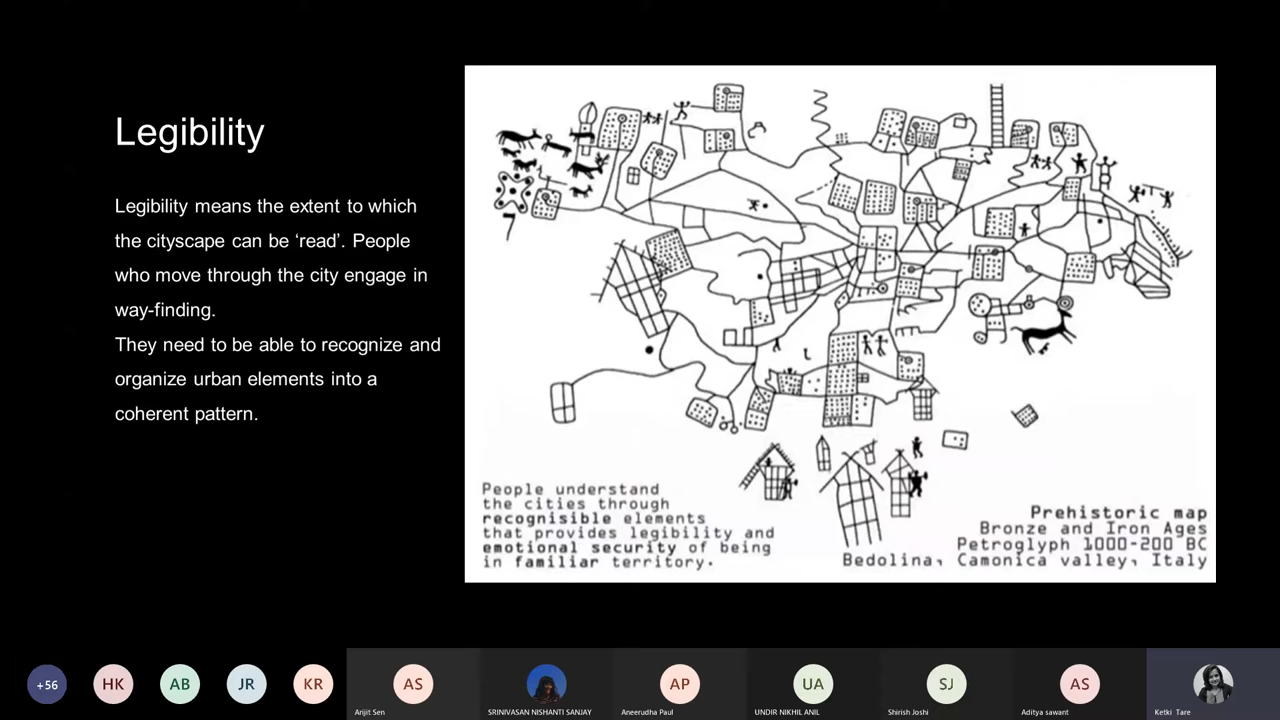 Legibility
Legibility means the extent to which
the cityscape can be ‘read’. People
who move through the city engage in
way-finding.
They need to be able to recognize and
organize urban elements into a
coherent pattern.
People understand
the cities through
recognisible elements
that provides legibility and
emotional security of being
in familiar territory.
Prehistoric map
Bronze and Iron Ages
Petroglyph 1000-200 BC
Bedolina, Camonica valley, Italy
+56
HK
AB
JR
KR
AS
AP
UA
SJ
AS
Arijit Sen
SRINIVASAN NISHANTI SANJAY
Aneerudha Paul
UNDIR NIKHIL ANIL
Shirish Joshi
Aditya sawant
Ketki Tare